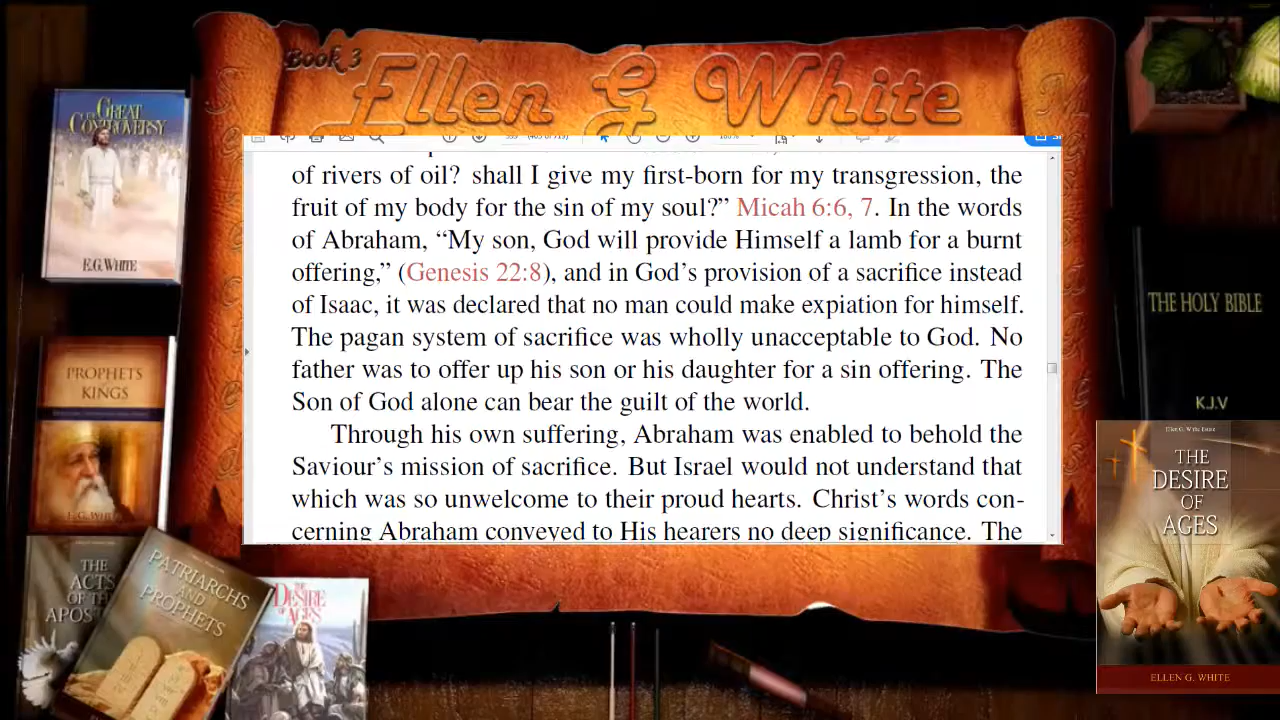 Book 3
Ellen G White
of rivers of oil? shall I give my first-born for my transgression, the
fruit of my body for the sin of my soul?” Micah 6:6, 7. In the words
of Abraham, “My son, God will provide Himself a lamb for a burnt
offering,” (Genesis 22:8), and in God’s provision of a sacrifice instead
of Isaac, it was declared that no man could make expiation for himself.
The pagan system of sacrifice was wholly unacceptable to God. No
father was to offer up his son or his daughter for a sin offering. The
Son of God alone can bear the guilt of the world.
Through his own suffering, Abraham was enabled to behold the
Saviour’s mission of sacrifice. But Israel would not understand that
which was so unwelcome to their proud hearts. Christ’s words con-
cerning Abraham conveyed to His hearers no deep significance. The
THE GREAT
CONTROVERSY
E.G. WHITE
PROPHETS
AND
KINGS
E.G. WHITE
THE
ACTS
OF THE
APOST
PATRIARCHS
AND
PROPHETS
THE
DESIRE
OF AGES
THE HOLY BIBLE
K.J.V
Ellen G. White Estate
THE
DESIRE
OF
AGES
ELLEN G. WHITE